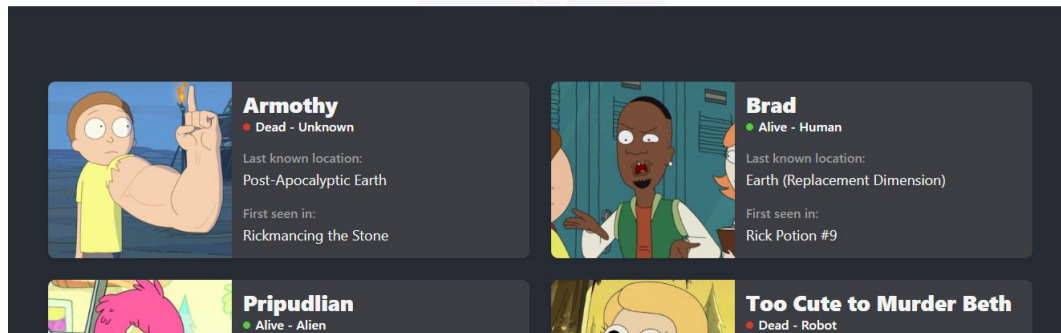 Armothy
Dead - Unknown
Last known location:
Post-Apocalyptic Earth
First seen in:
Rickmancing the Stone
Brad
Alive - Human
Last known location:
Earth (Replacement Dimension)
First seen in:
Rick Potion #9
Pripudlian
Alive - Alien
Too Cute to Murder Beth
Dead - Robot